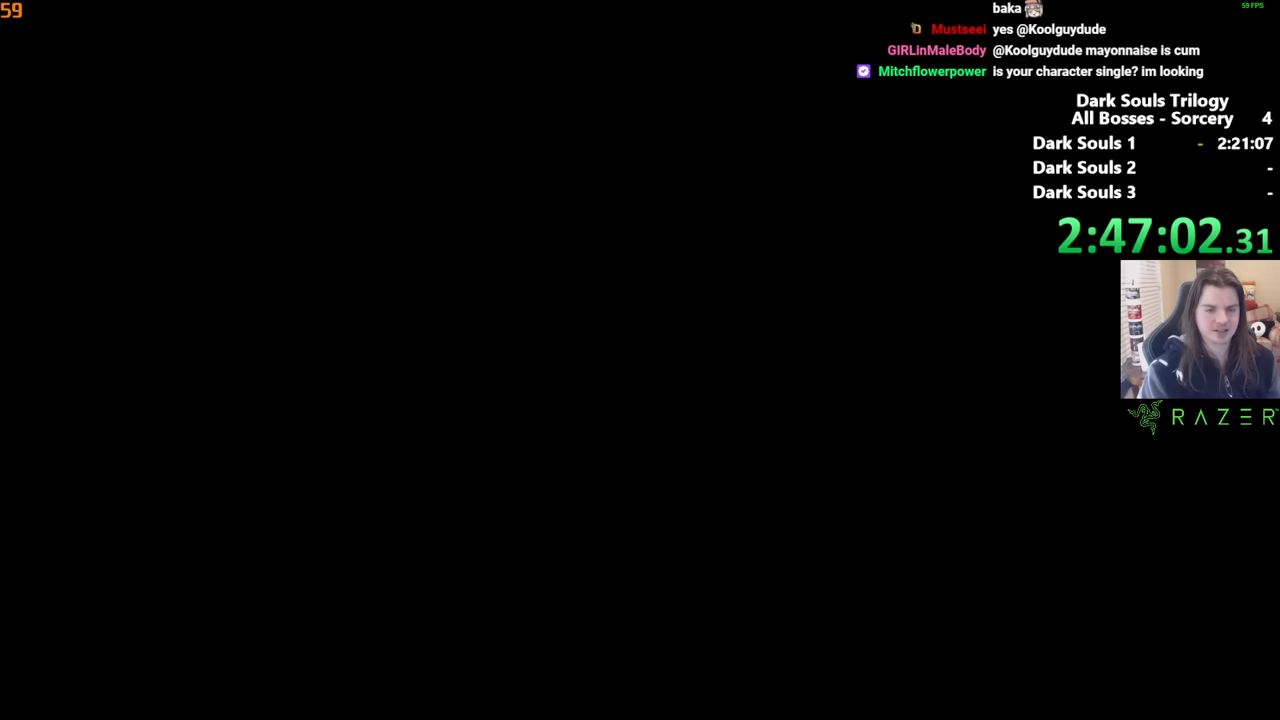 59
59 FPS
baka
Mustseei yes @Koolguydude
GIRLinMaleBody @Koolguydude mayonnaise is cum
Mitchflowerpower is your character single? im looking
Dark Souls Trilogy
All Bosses - Sorcery 4
Dark Souls 1 - 2:21:07
Dark Souls 2 -
Dark Souls 3 -
2:47:02.31
RAZER